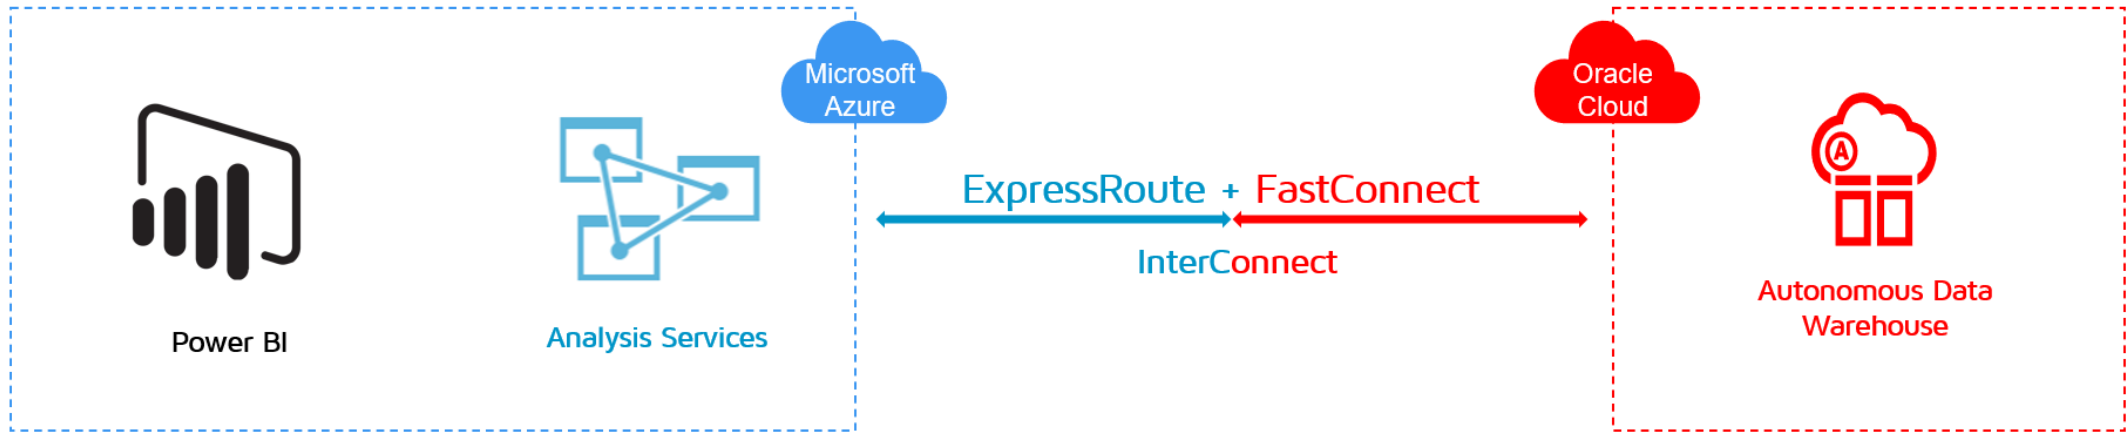 Microsoft
Azure
Oracle
Cloud
A
ExpressRoute + FastConnect
InterConnect
Power BI
Analysis Services
Autonomous Data
Warehouse